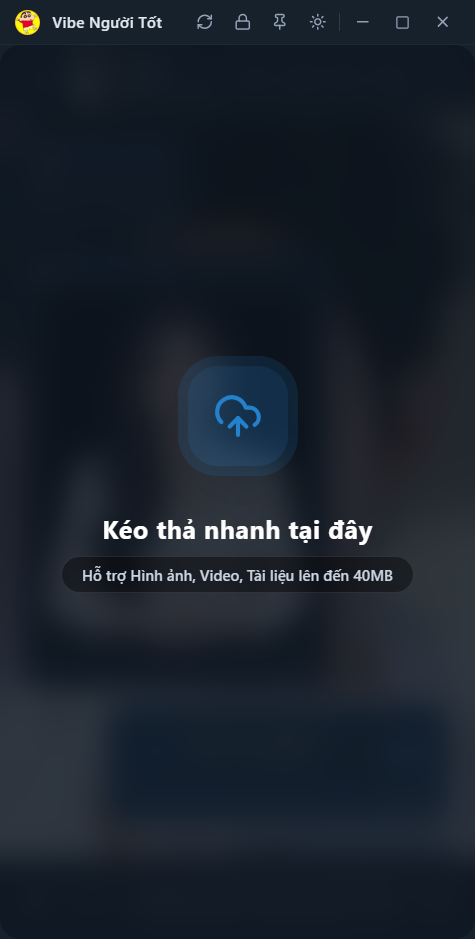 Vibe Người Tốt
Kéo thả nhanh tại đây
Hỗ trợ Hình ảnh, Video, Tài liệu lên đến 40MB